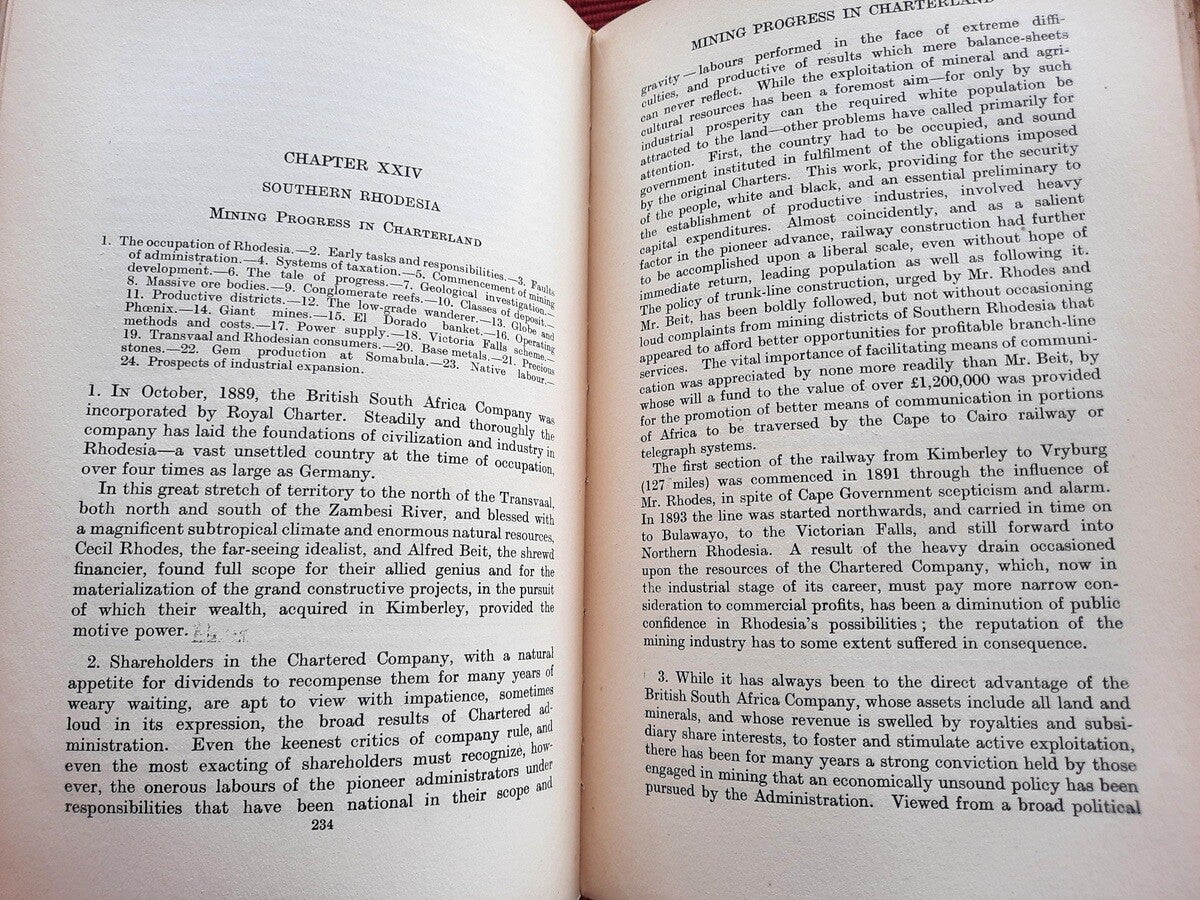 CHAPTER XXIV
SOUTHERN RHODESIA
MINING PROGRESS IN CHARTERLAND
1. The occupation of Rhodesia.—2. Early tasks and responsibilities.—3. Faults
of administration.—4. Systems of taxation.—5. Commencement of mining
development.—6. The tale of progress.—7. Geological investigation.—
8. Massive ore bodies.—9. Conglomerate reefs.—10. Classes of deposit.—
11. Productive districts.—12. The low-grade wanderer.—13. Globe and
Phœnix.—14. Giant mines.—15. El Dorado banket.—16. Operating
methods and costs.—17. Power supply.—18. Victoria Falls scheme.—
19. Transvaal and Rhodesian consumers.—20. Base metals.—21. Precious
stones.—22. Gem production at Somabula.—23. Native labour.—
24. Prospects of industrial expansion.
1. IN October, 1889, the British South Africa Company was
incorporated by Royal Charter. Steadily and thoroughly the
company has laid the foundations of civilization and industry in
Rhodesia—a vast unsettled country at the time of occupation,
over four times as large as Germany.
In this great stretch of territory to the north of the Transvaal,
both north and south of the Zambesi River, and blessed with
a magnificent subtropical climate and enormous natural resources,
Cecil Rhodes, the far-seeing idealist, and Alfred Beit, the shrewd
financier, found full scope for their allied genius and for the
materialization of the grand constructive projects, in the pursuit
of which their wealth, acquired in Kimberley, provided the
motive power.
2. Shareholders in the Chartered Company, with a natural
appetite for dividends to recompense them for many years of
weary waiting, are apt to view with impatience, sometimes
loud in its expression, the broad results of Chartered ad-
ministration. Even the keenest critics of company rule, and
even the most exacting of shareholders must recognize, how-
ever, the onerous labours of the pioneer administrators under
responsibilities that have been national in their scope and
234
MINING PROGRESS IN CHARTERLAND
gravity—labours performed in the face of extreme diffi-
culties, and productive of results which mere balance-sheets
can never reflect. While the exploitation of mineral and agri-
cultural resources has been a foremost aim—for only by such
industrial prosperity can the required white population be
attracted to the land—other problems have called primarily for
attention. First, the country had to be occupied, and sound
government instituted in fulfilment of the obligations imposed
by the original Charters. This work, providing for the security
of the people, white and black, and an essential preliminary to
the establishment of productive industries, involved heavy
capital expenditures. Almost coincidently, and as a salient
factor in the pioneer advance, railway construction had further
to be accomplished upon a liberal scale, even without hope of
immediate return, leading population as well as following it.
The policy of trunk-line construction, urged by Mr. Rhodes and
Mr. Beit, has been boldly followed, but not without occasioning
loud complaints from mining districts of Southern Rhodesia that
appeared to afford better opportunities for profitable branch-line
services. The vital importance of facilitating means of communi-
cation was appreciated by none more readily than Mr. Beit, by
whose will a fund to the value of over £1,200,000 was provided
for the promotion of better means of communication in portions
of Africa to be traversed by the Cape to Cairo railway or
telegraph systems.
The first section of the railway from Kimberley to Vryburg
(127 miles) was commenced in 1891 through the influence of
Mr. Rhodes, in spite of Cape Government scepticism and alarm.
In 1893 the line was started northwards, and carried in time on
to Bulawayo, to the Victorian Falls, and still forward into
Northern Rhodesia. A result of the heavy drain occasioned
upon the resources of the Chartered Company, which, now in
the industrial stage of its career, must pay more narrow con-
sideration to commercial profits, has been a diminution of public
confidence in Rhodesia's possibilities; the reputation of the
mining industry has to some extent suffered in consequence.
3. While it has always been to the direct advantage of the
British South Africa Company, whose assets include all land and
minerals, and whose revenue is swelled by royalties and subsi-
diary share interests, to foster and stimulate active exploitation,
there has been for many years a strong conviction held by those
engaged in mining that an economically unsound policy has been
pursued by the Administration. Viewed from a broad political